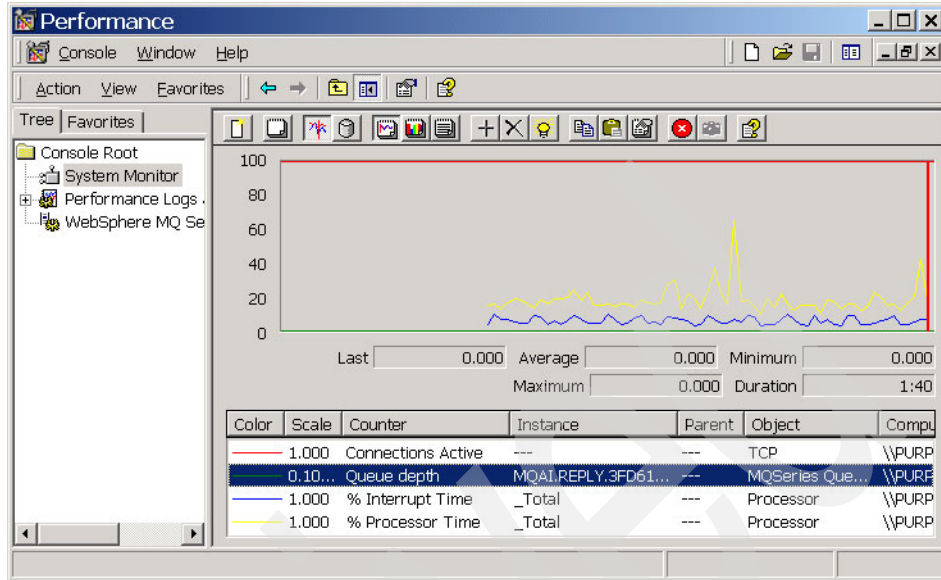 Performance
Console Window Help
Action View Favorites
Tree Favorites
Console Root
System Monitor
Performance Logs
WebSphere MQ Se
100
80
60
40
20
0
Last 0.000 Average 0.000 Minimum 0.000
Maximum 0.000 Duration 1:40
Color Scale Counter Instance Parent Object Compu
1.000 Connections Active --- --- TCP \\PURP
0.10... Queue depth MQAI.REPLY.3FD61... --- MQSeries Que... \\PURP
1.000 % Interrupt Time _Total --- Processor \\PURP
1.000 % Processor Time _Total --- Processor \\PURP